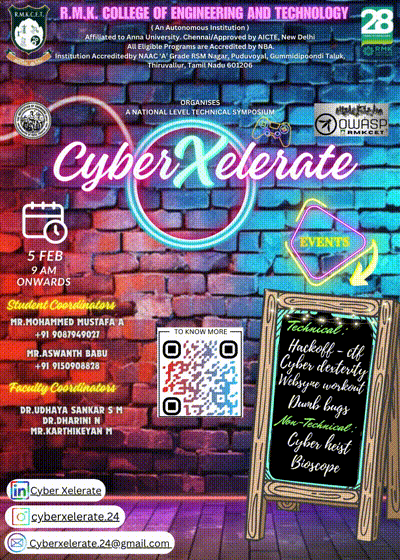 R.M.K. COLLEGE OF ENGINEERING AND TECHNOLOGY
( An Autonomous Institution )
Affiliated to Anna University. Chennai/Approved by AICTE, New Delhi
All Eligible Programs are Accredited by NBA.
Institution Accreditedby NAAC 'A' Grade RSM Nagar, Puduvoyal, Gummidipoondi Taluk,
Thiruvallur, Tamil Nadu 601206
R.M.K.C.E.T.
28
RMK
ORGANISES
A NATIONAL LEVEL TECHNICAL SYMPOSIUM
OWASP
RMKCET
CyberXelerate
5 FEB
9 AM
ONWARDS
EVENTS
Student Coordinators
MR.MOHAMMED MUSTAFA A
+91 9087949021
MR.ASWANTH BABU
+91 9150908828
Faculty Coordinators
DR.UDHAYA SANKAR S M
DR.DHARINI N
MR.KARTHIKEYAN M
TO KNOW MORE
Technical :
Hackoff - ctf
Cyber dexterity
Websync workout
Dumb bugs
Non-Technical :
Cyber heist
Bioscope
in Cyber Xelerate
cyberxelerate.24
Cyberxelerate.24@gmail.com